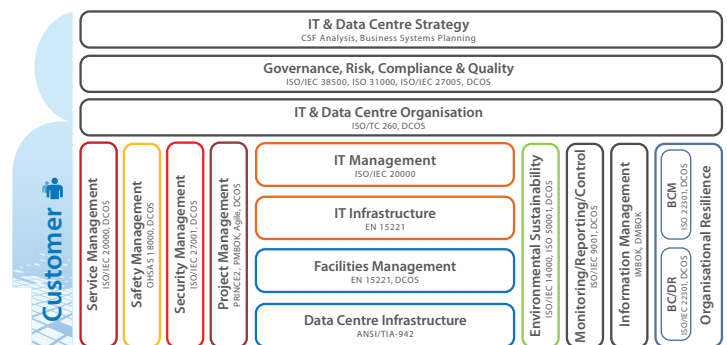 IT & Data Centre Strategy
CSF Analysis, Business Systems Planning
Governance, Risk, Compliance & Quality
ISO/IEC 38500, ISO 31000, ISO/IEC 27005, DCOS
IT & Data Centre Organisation
ISO/TC 260, DCOS
Customer
Service Management
ISO/IEC 20000, DCOS
Safety Management
OHSAS 18000, DCOS
Security Management
ISO/IEC 27001, DCOS
Project Management
PRINCE2, PMBOK, Agile, DCOS
IT Management
ISO/IEC 20000
IT Infrastructure
EN 15221
Facilities Management
EN 15221, DCOS
Data Centre Infrastructure
ANSI/TIA-942
Environmental Sustainability
ISO/IEC 14000, ISO 50001, DCOS
Monitoring/Reporting/Control
ISO/IEC 9001, DCOS
Information Management
IMBOK, DMBOK
BCM
ISO 22301, DCOS
BC/DR
ISO/IEC 22301, DCOS
Organisational Resilience